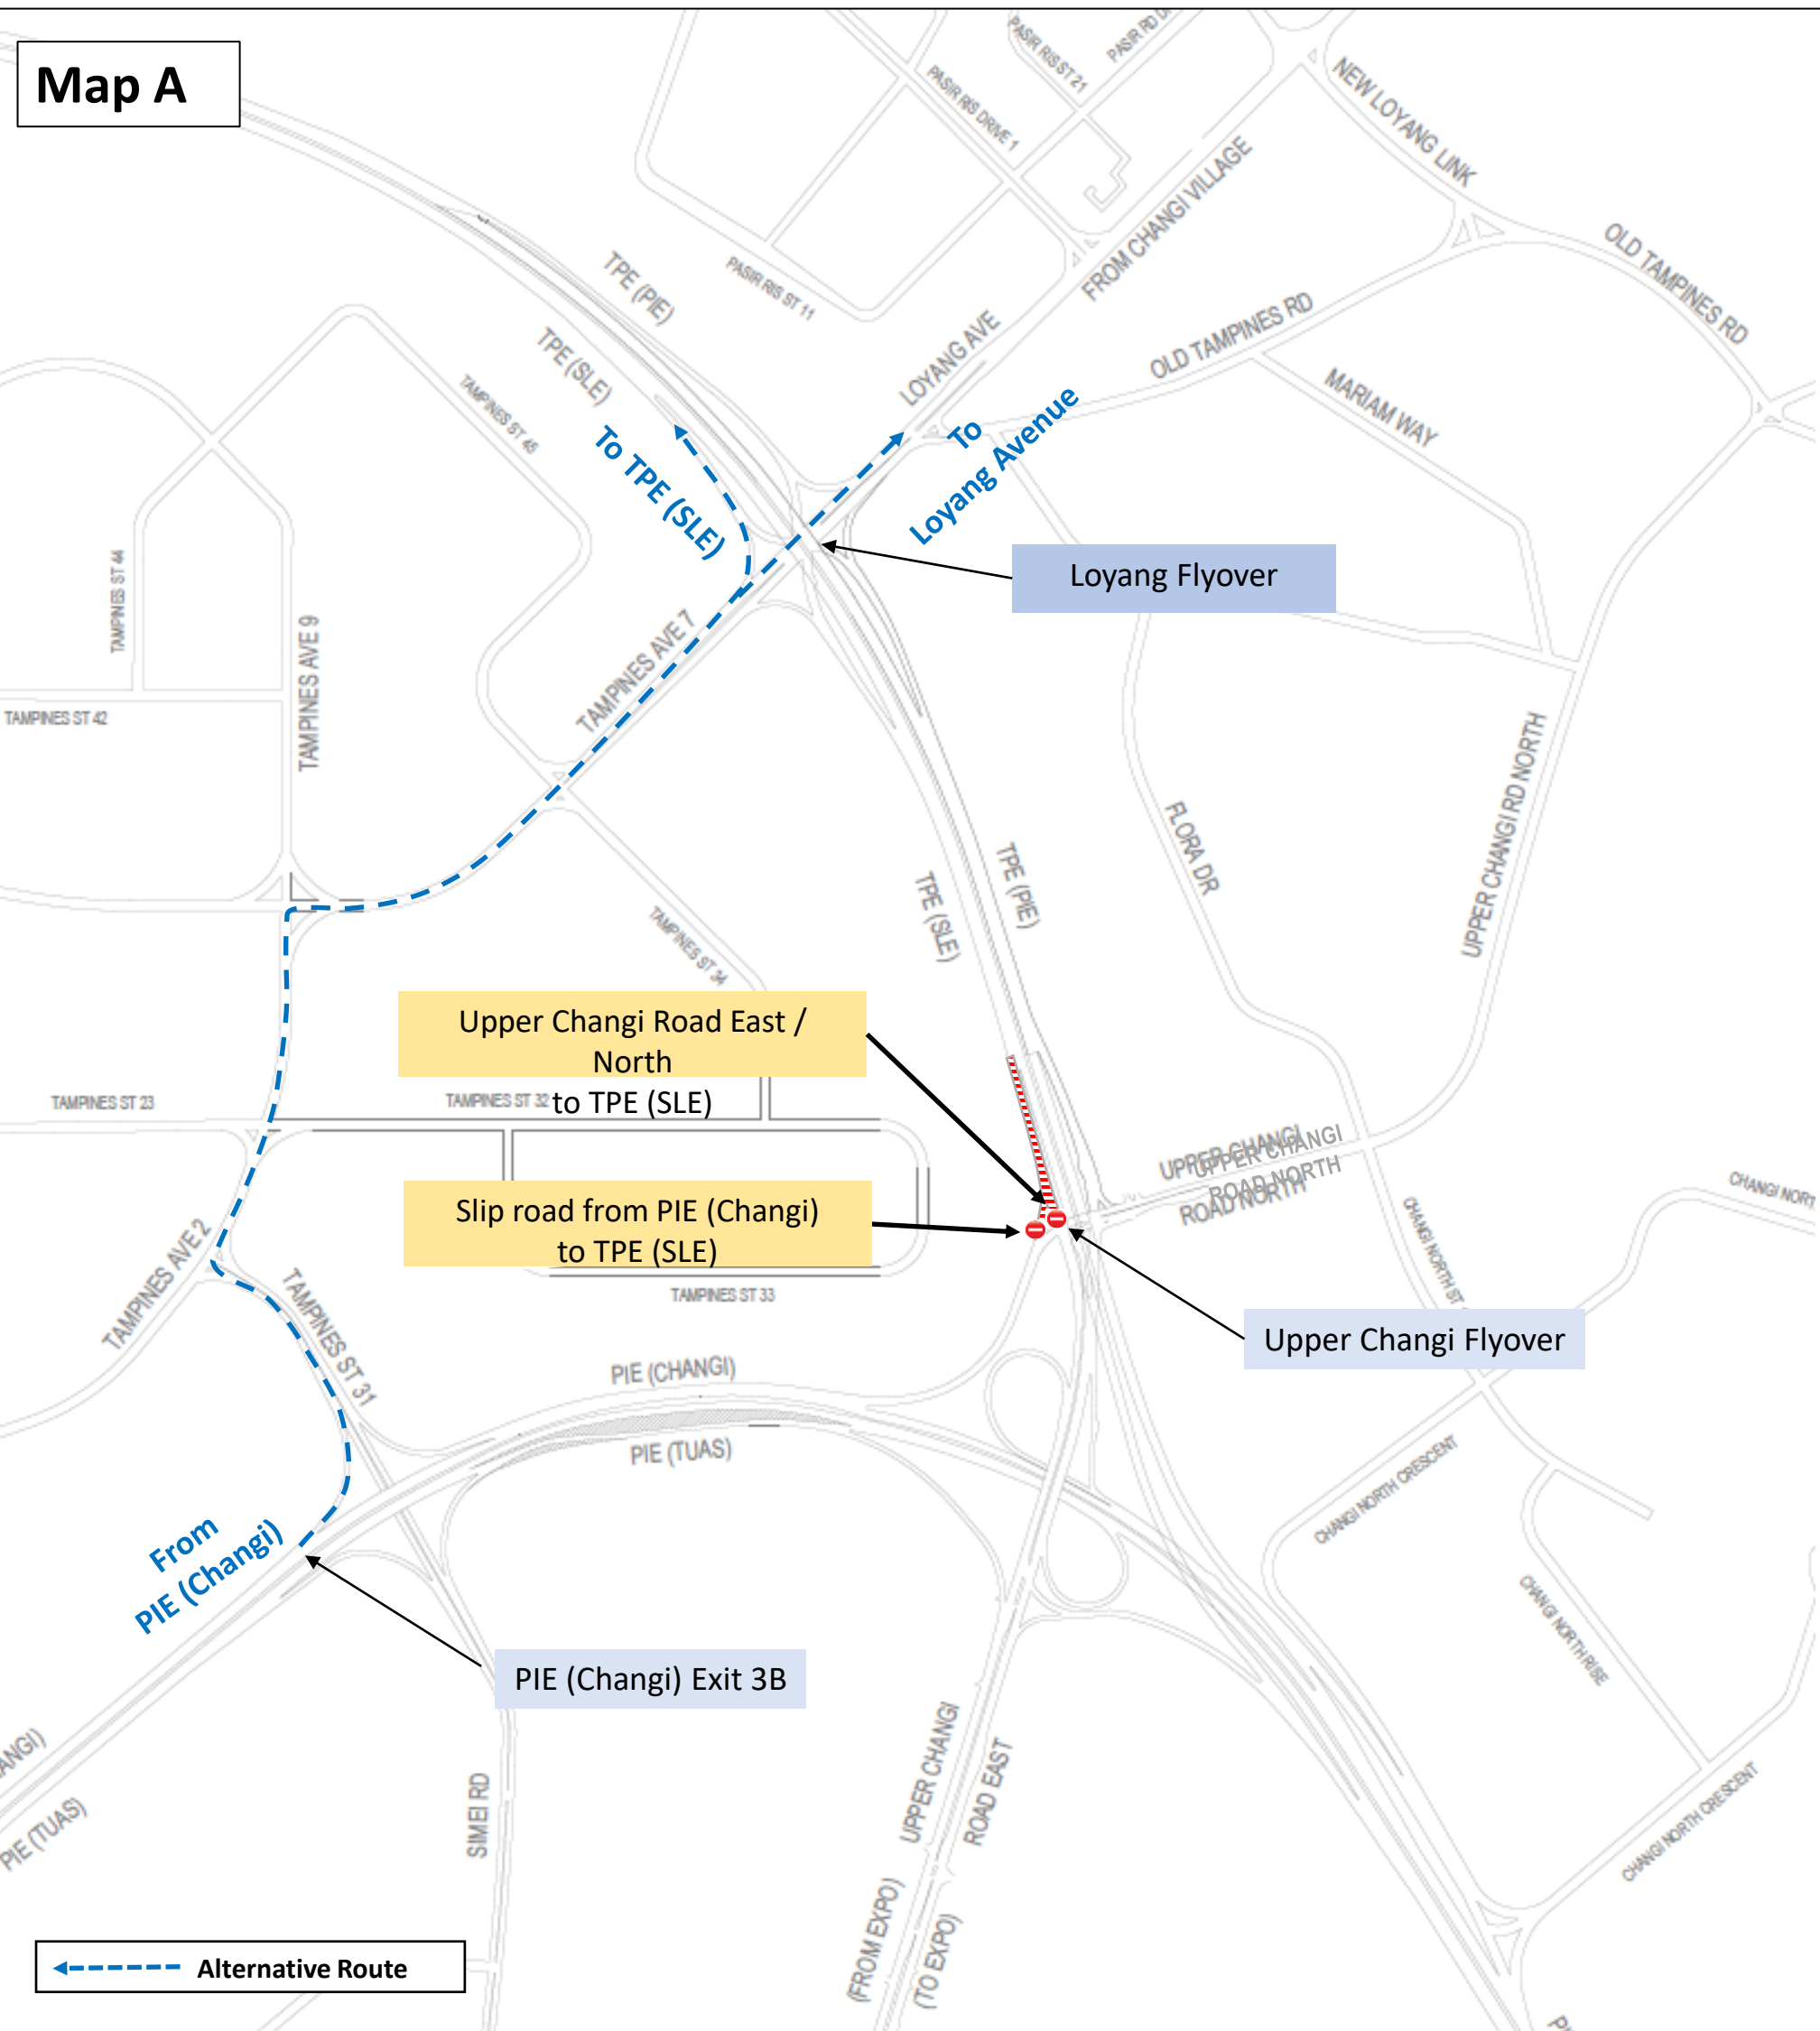 Map A
PASIR RIS ST 21
PASIR RIS DRIVE 1
NEW LOYANG LINK
FROM CHANGI VILLAGE
OLD TAMPINES RD
TPE (PIE)
PASIR RIS ST 11
TPE (SLE)
LOYANG AVE
OLD TAMPINES RD
MARIAM WAY
TAMPINES ST 45
To TPE (SLE)
To
Loyang Avenue
Loyang Flyover
TAMPINES ST 44
TAMPINES AVE 9
TAMPINES AVE 7
TAMPINES ST 42
UPPER CHANGI RD NORTH
FLORA DR
TPE (PIE)
TPE (SLE)
TAMPINES ST 34
Upper Changi Road East /
North
to TPE (SLE)
TAMPINES ST 23
TAMPINES ST 32
UPPER CHANGI
ROAD NORTH
UPPER CHANGI
ROAD NORTH
Slip road from PIE (Changi)
to TPE (SLE)
CHANGI NORTH ST
TAMPINES AVE 2
TAMPINES ST 31
TAMPINES ST 33
Upper Changi Flyover
PIE (CHANGI)
PIE (TUAS)
CHANGI NORTH CRESCENT
From
PIE (Changi)
CHANGI NORTH RISE
PIE (Changi) Exit 3B
UPPER CHANGI
ROAD EAST
SIMEI RD
PIE (TUAS)
CHANGI NORTH CRESCENT
(FROM EXPO)
(TO EXPO)
Alternative Route